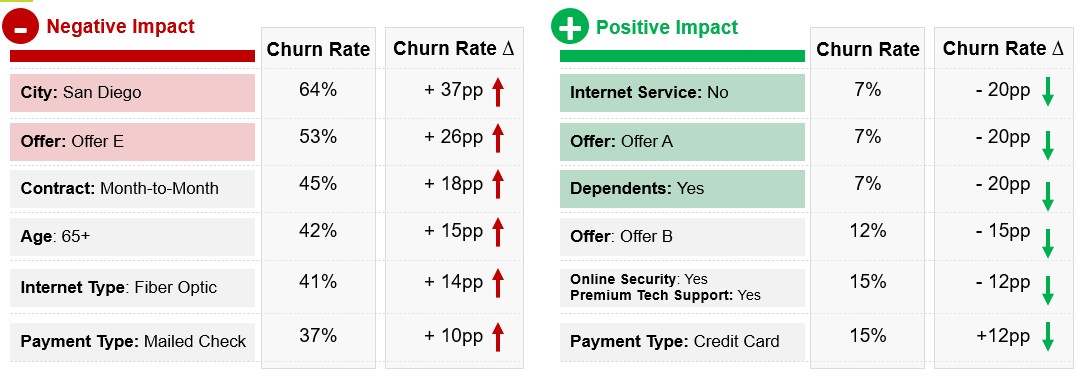 - Negative Impact
Churn Rate
Churn Rate Δ
City: San Diego
64%
+ 37pp
Offer: Offer E
53%
+ 26pp
Contract: Month-to-Month
45%
+ 18pp
Age: 65+
42%
+ 15pp
Internet Type: Fiber Optic
41%
+ 14pp
Payment Type: Mailed Check
37%
+ 10pp
+ Positive Impact
Churn Rate
Churn Rate Δ
Internet Service: No
7%
- 20pp
Offer: Offer A
7%
- 20pp
Dependents: Yes
7%
- 20pp
Offer: Offer B
12%
- 15pp
Online Security: Yes
Premium Tech Support: Yes
15%
- 12pp
Payment Type: Credit Card
15%
+12pp